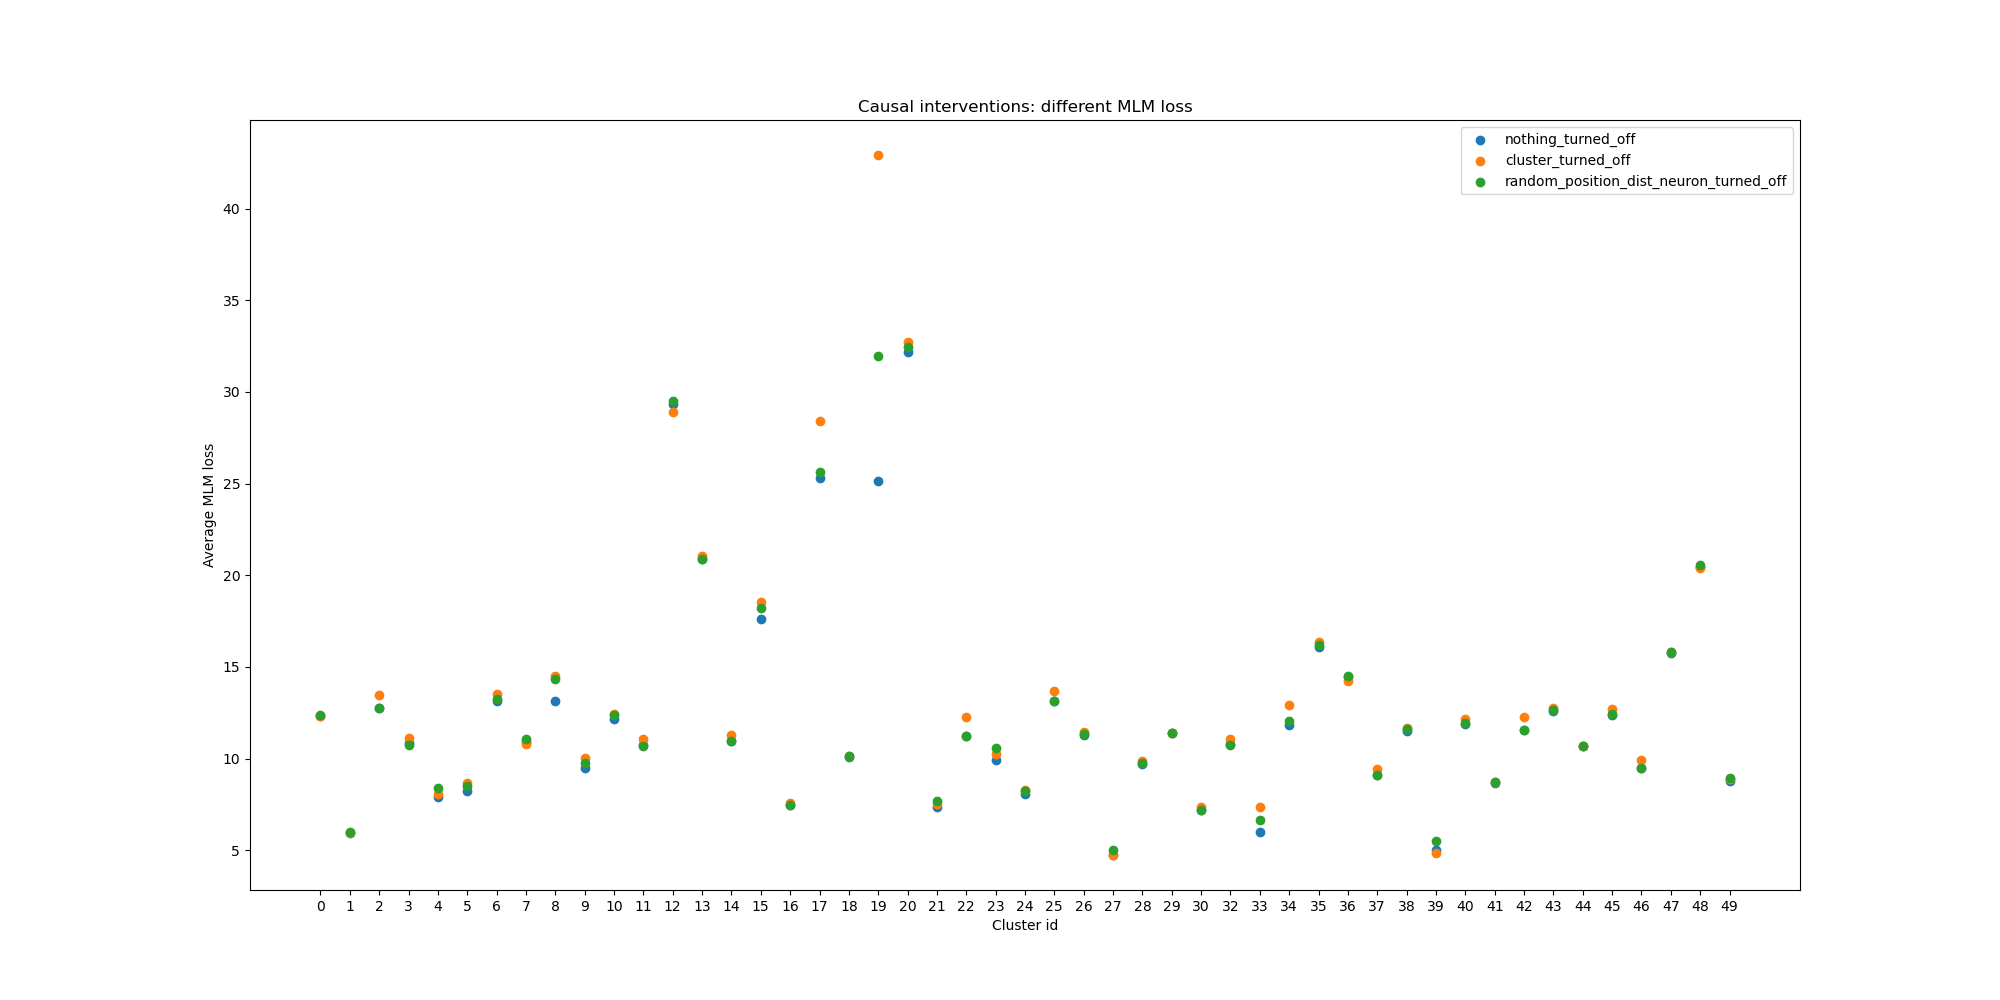 Causal interventions: different MLM loss
nothing_turned_off
cluster_turned_off
random_position_dist_neuron_turned_off
Average MLM loss
40
35
30
25
20
15
10
5
0 1 2 3 4 5 6 7 8 9 10 11 12 13 14 15 16 17 18 19 20 21 22 23 24 25 26 27 28 29 30 32 33 34 35 36 37 38 39 40 41 42 43 44 45 46 47 48 49
Cluster id